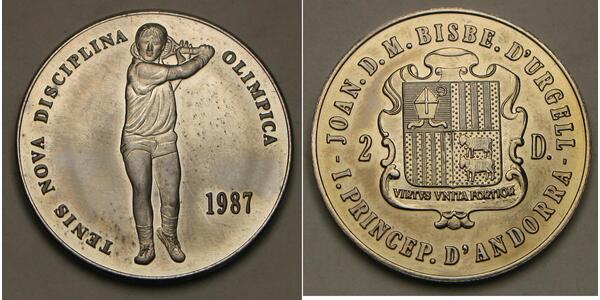 TENIS NOVA DISCIPLINA OLIMPICA
1987
JOAN. D. M. BISBE. D'URGELL
2 D.
VIRTVS VNITA FORTIOR
I. PRINCEP. D'ANDORRA